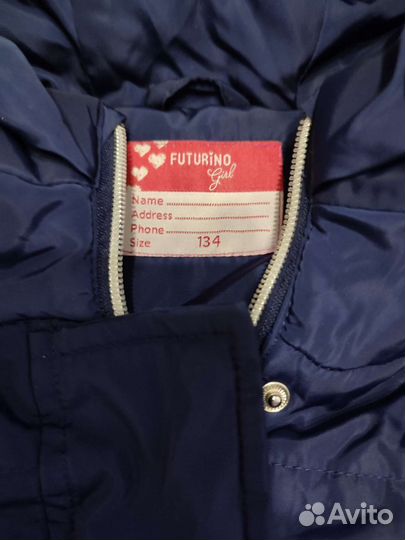 FUTURINO
Girl
Name
Address
Phone
Size 134
Avito